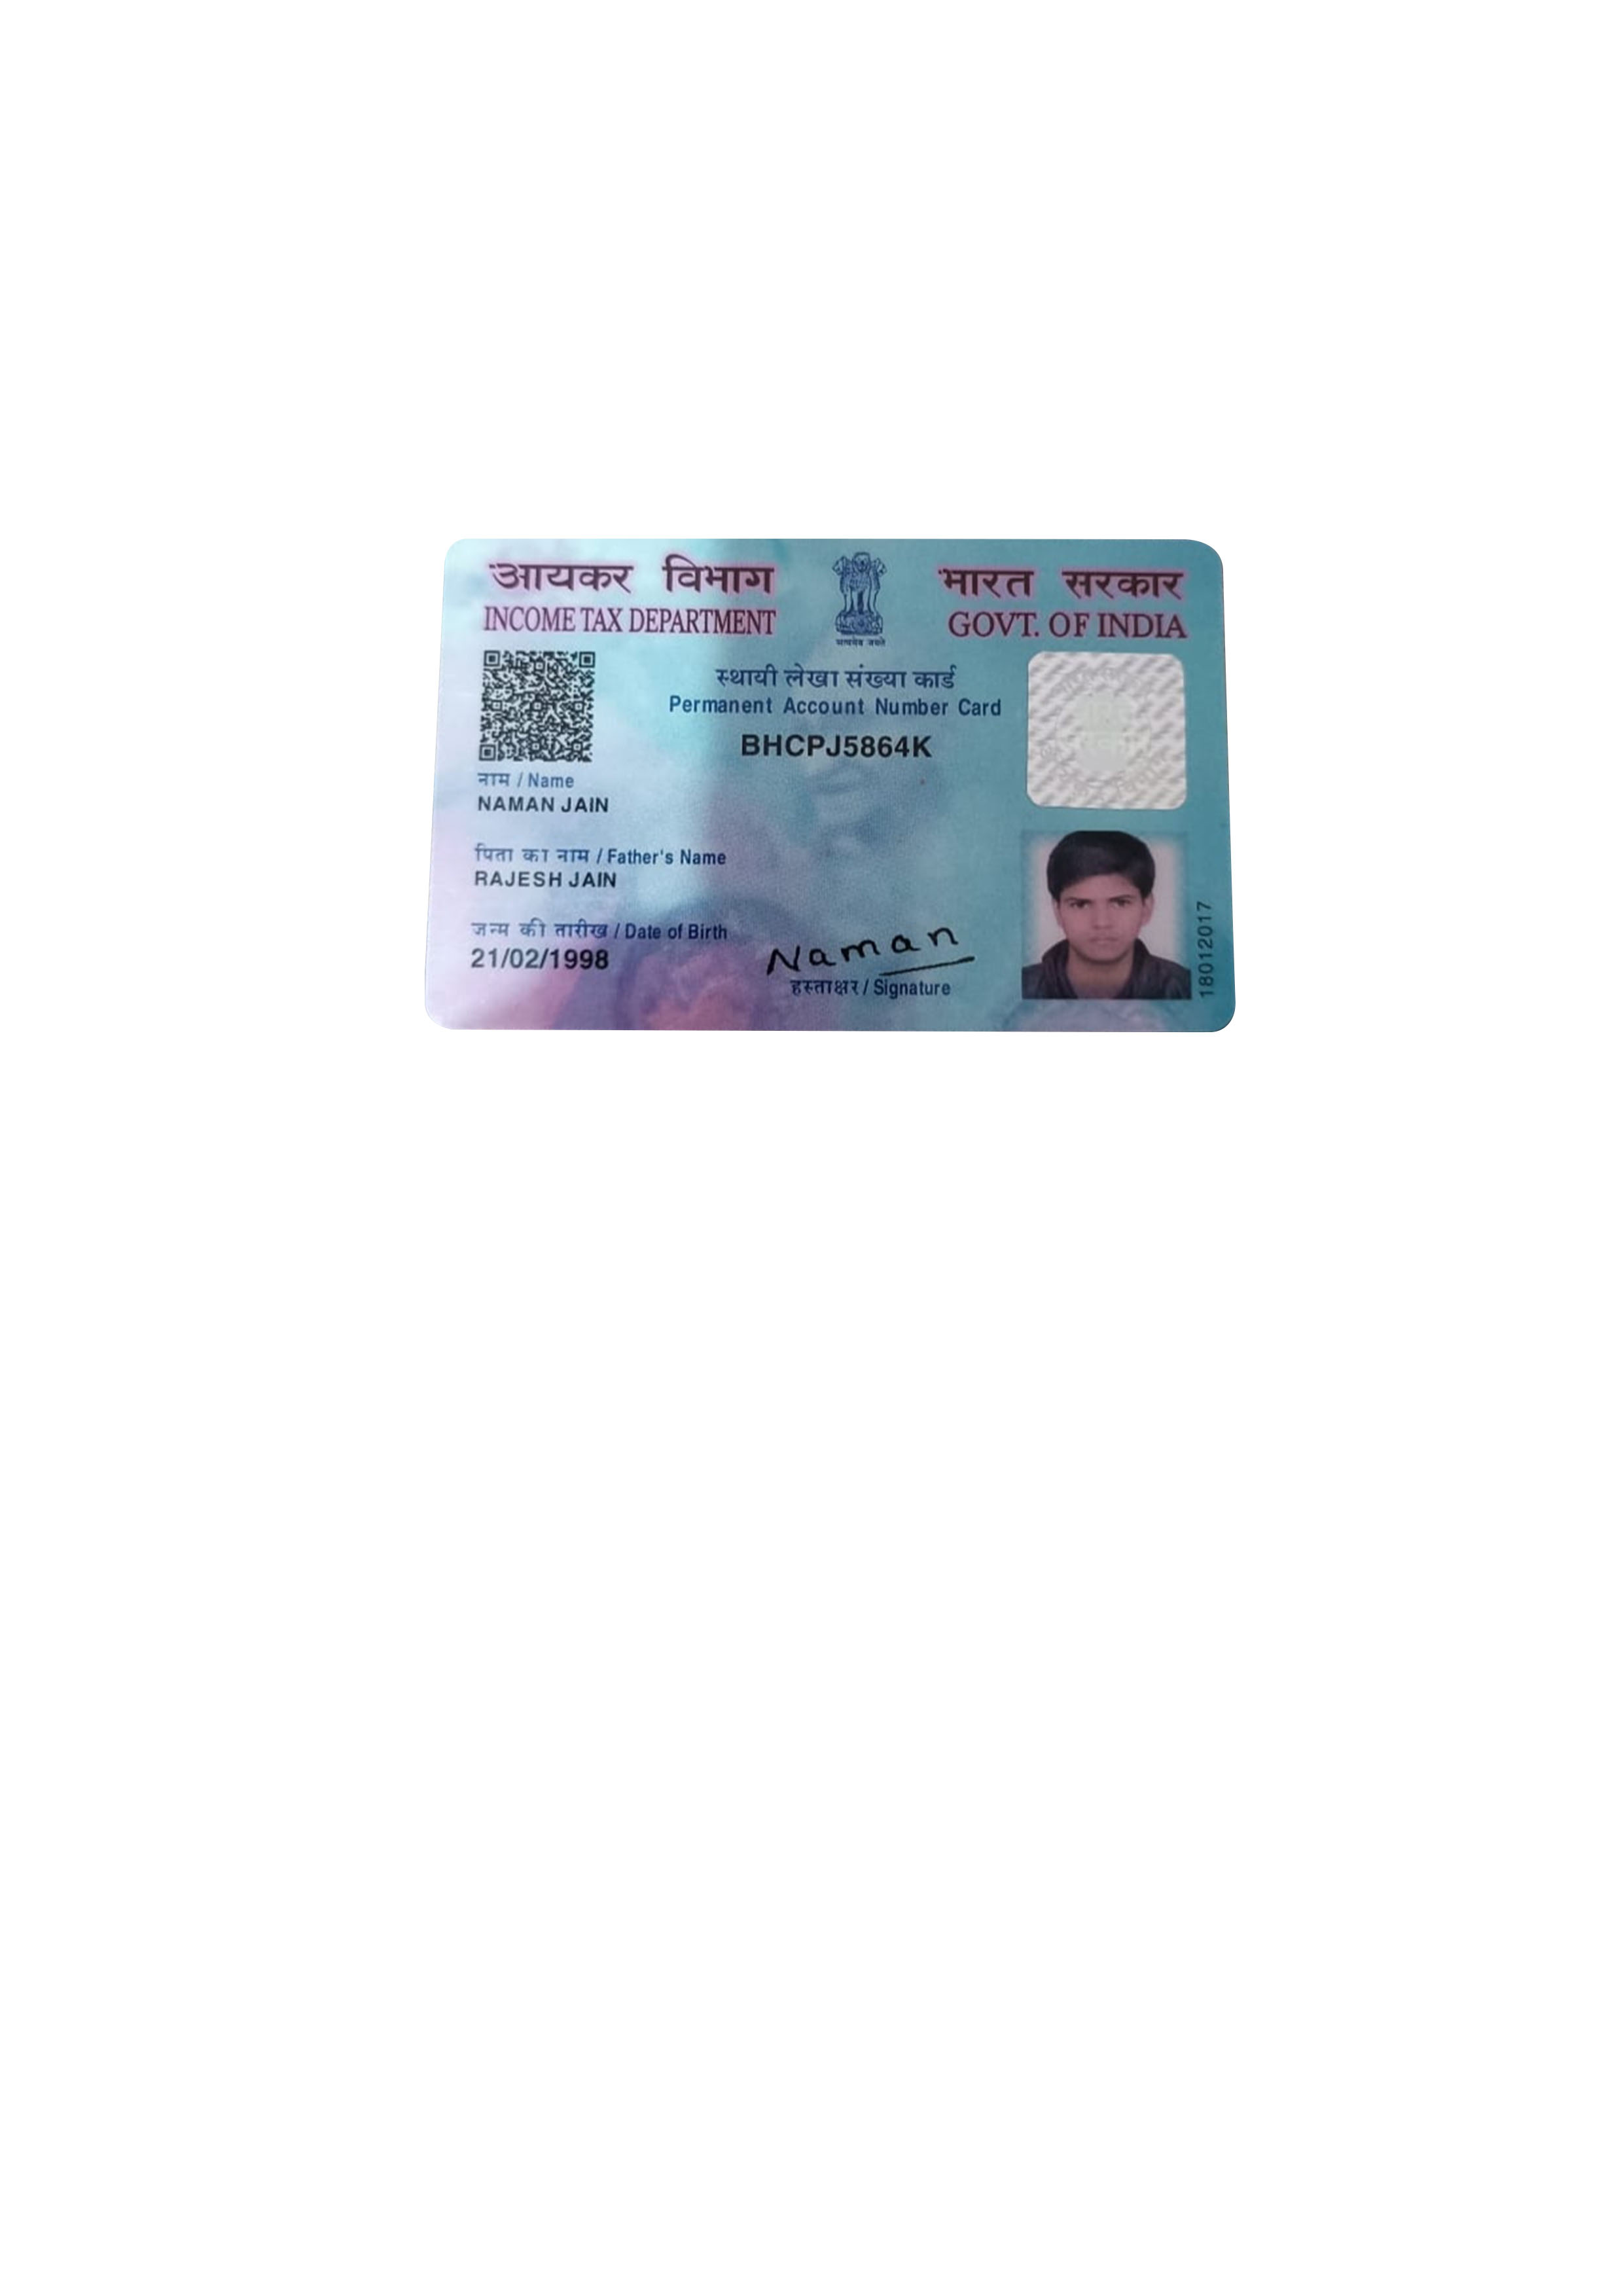 आयकर विभाग
INCOME TAX DEPARTMENT
सत्यमेव जयते
भारत सरकार
GOVT. OF INDIA
स्थायी लेखा संख्या कार्ड
Permanent Account Number Card
BHCPJ5864K
नाम / Name
NAMAN JAIN
पिता का नाम / Father's Name
RAJESH JAIN
जन्म की तारीख / Date of Birth
21/02/1998
Naman
हस्ताक्षर / Signature
18012017